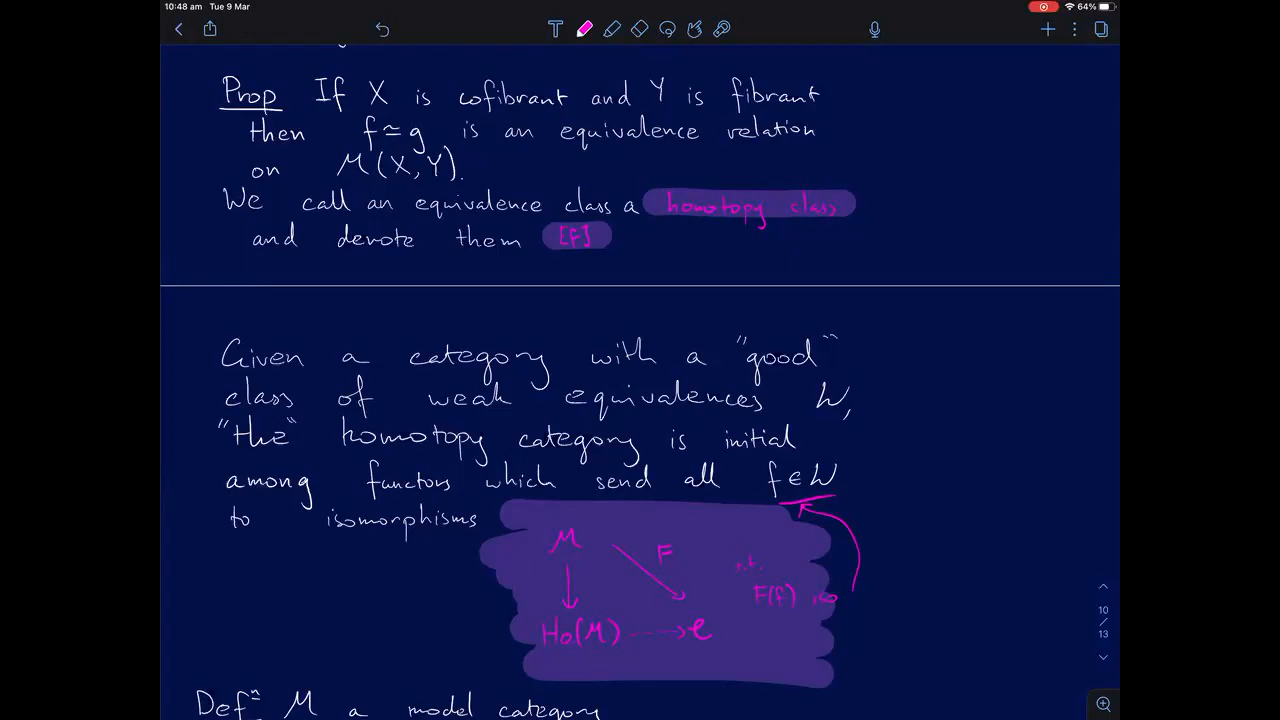 10:48 am Tue 9 Mar
64%
Prop If X is cofibrant and Y is fibrant
then f ≃ g is an equivalence relation
on M(X,Y).
We call an equivalence class a homotopy class
and denote them [f]
Given a category with a "good"
class of weak equivalences W,
"the" homotopy category is initial
among functors which send all f ∈ W
to isomorphisms
M
F
s.t.
F(f) iso
Ho(M) → C
10
/
13
Defⁿ M a model category